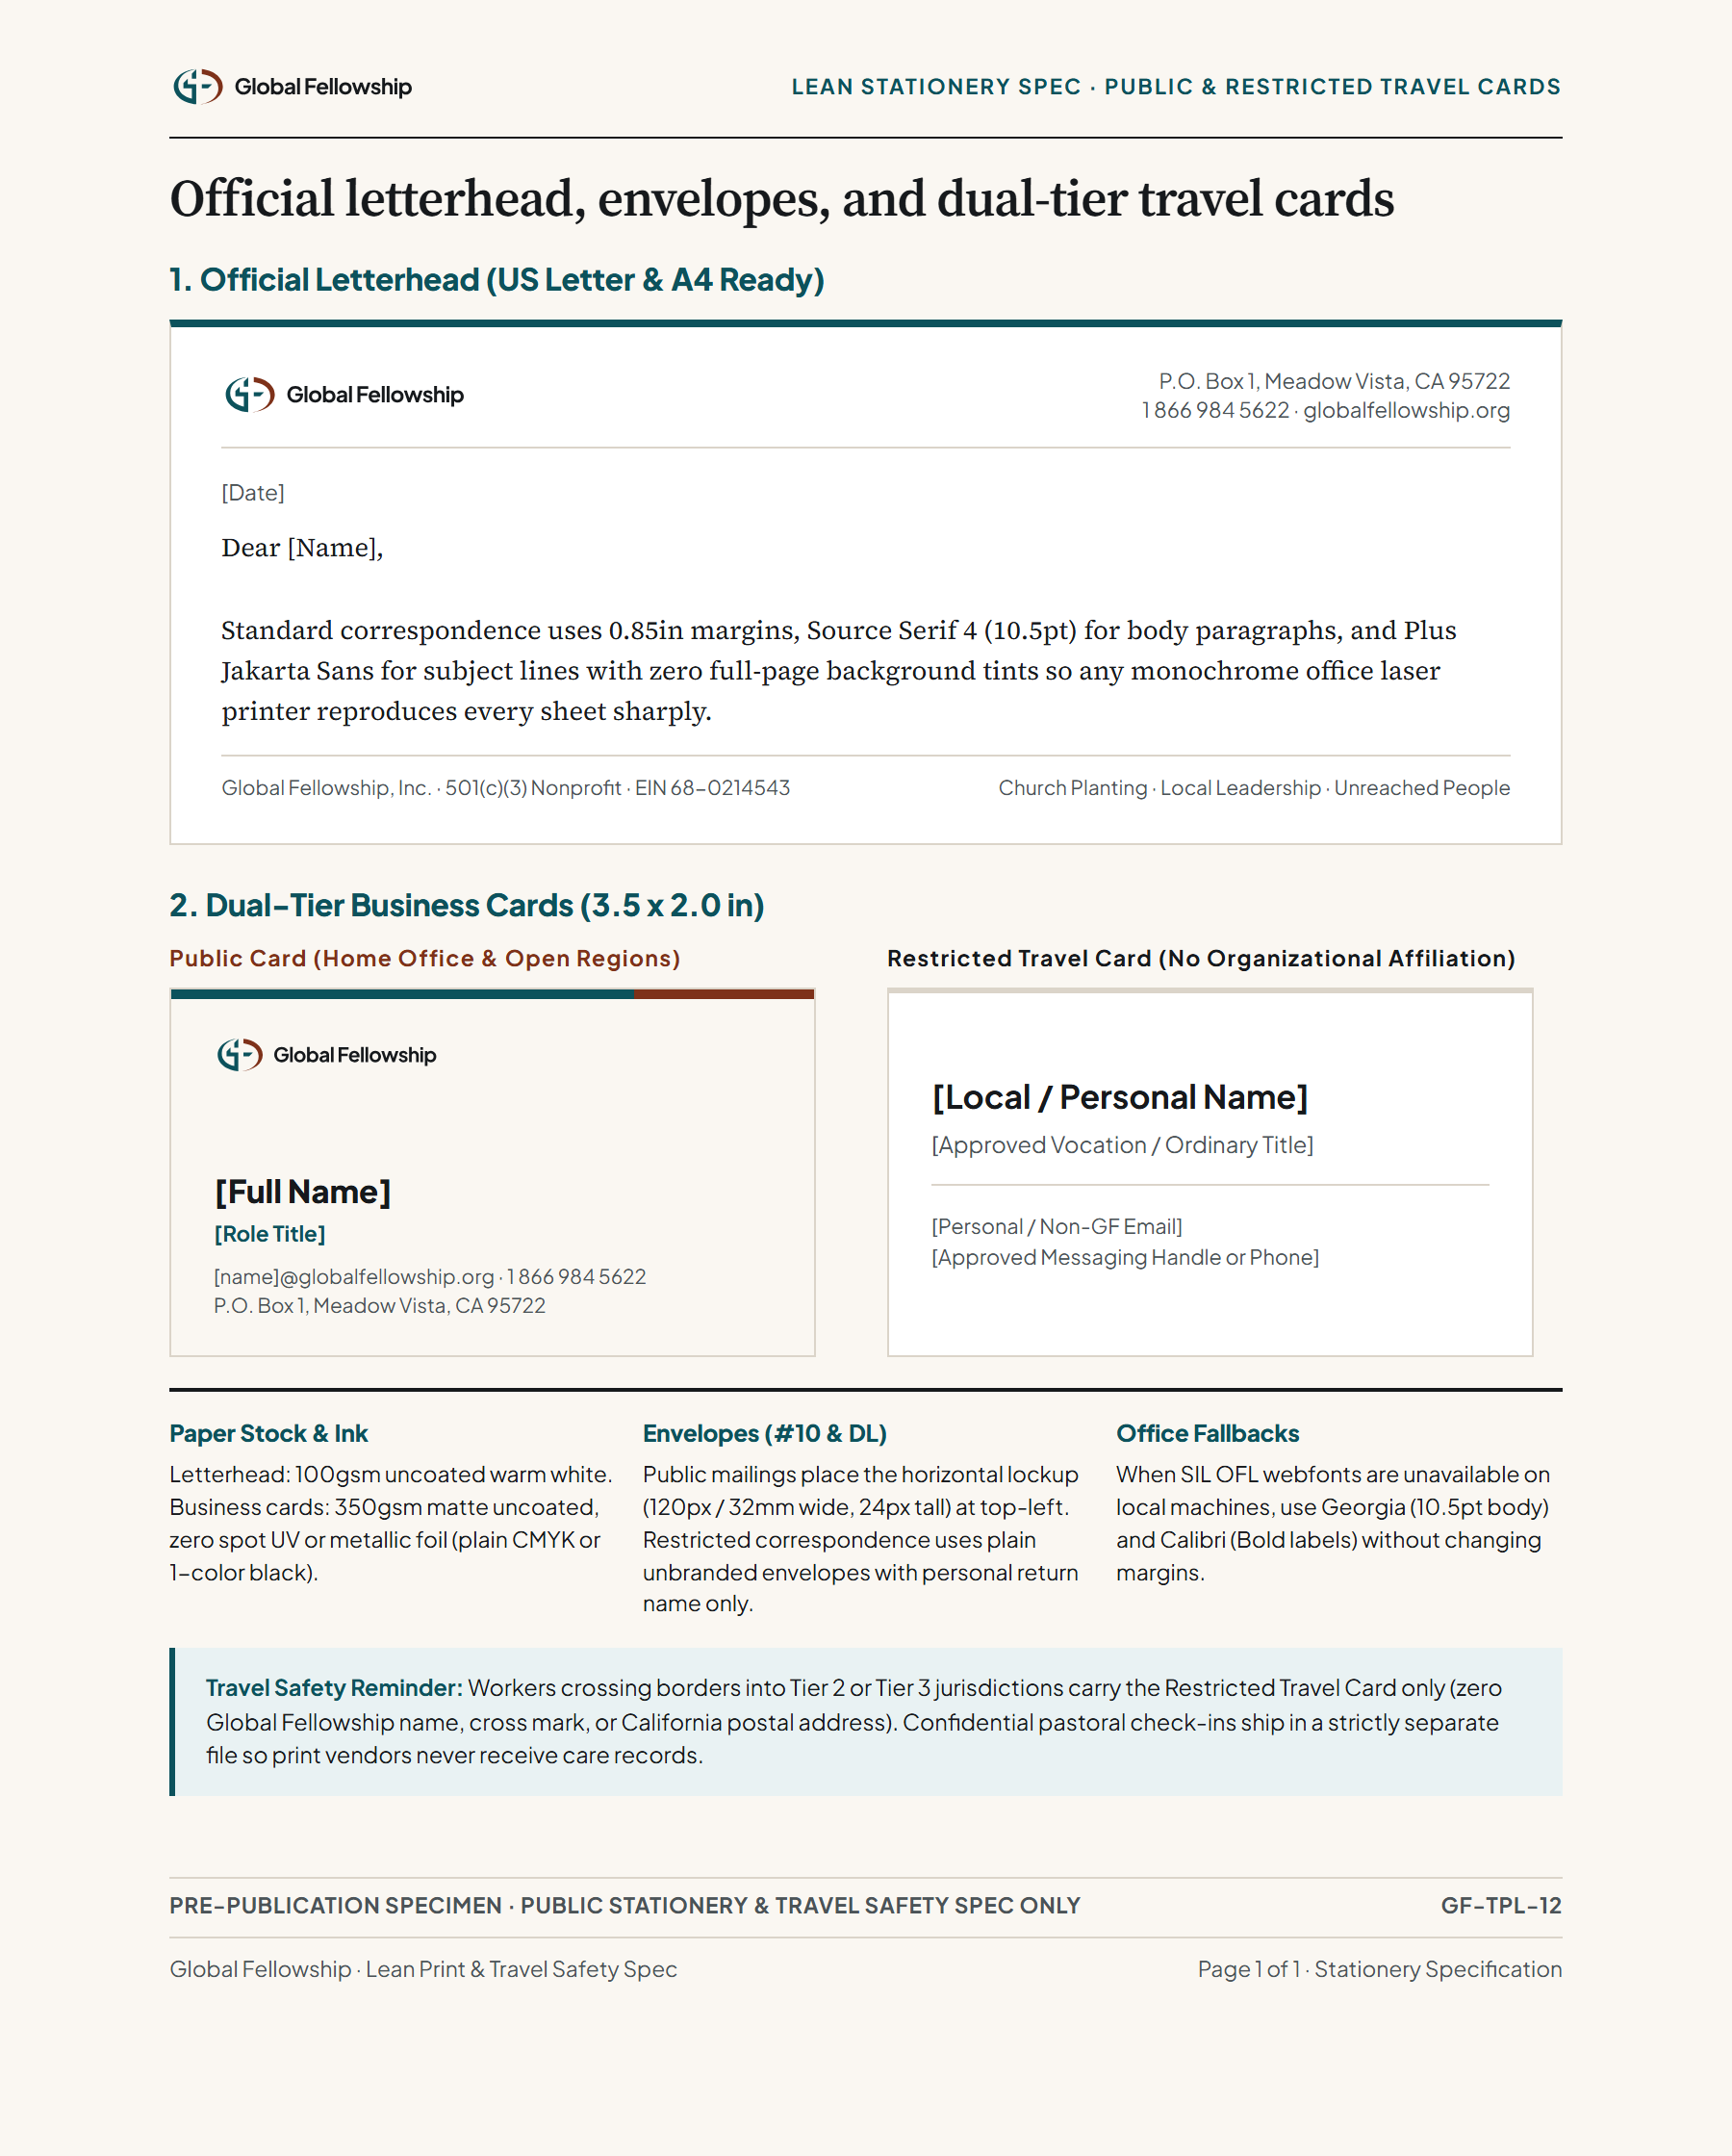 Global Fellowship
LEAN STATIONERY SPEC · PUBLIC & RESTRICTED TRAVEL CARDS
Official letterhead, envelopes, and dual-tier travel cards
1. Official Letterhead (US Letter & A4 Ready)
Global Fellowship
P.O. Box 1, Meadow Vista, CA 95722
1 866 984 5622 · globalfellowship.org
[Date]
Dear [Name],
Standard correspondence uses 0.85in margins, Source Serif 4 (10.5pt) for body paragraphs, and Plus
Jakarta Sans for subject lines with zero full-page background tints so any monochrome office laser
printer reproduces every sheet sharply.
Global Fellowship, Inc. · 501(c)(3) Nonprofit · EIN 68-0214543
Church Planting · Local Leadership · Unreached People
2. Dual-Tier Business Cards (3.5 x 2.0 in)
Public Card (Home Office & Open Regions)
Global Fellowship
[Full Name]
[Role Title]
[name]@globalfellowship.org · 1 866 984 5622
P.O. Box 1, Meadow Vista, CA 95722
Restricted Travel Card (No Organizational Affiliation)
[Local / Personal Name]
[Approved Vocation / Ordinary Title]
[Personal / Non-GF Email]
[Approved Messaging Handle or Phone]
Paper Stock & Ink
Letterhead: 100gsm uncoated warm white.
Business cards: 350gsm matte uncoated,
zero spot UV or metallic foil (plain CMYK or
1-color black).
Envelopes (#10 & DL)
Public mailings place the horizontal lockup
(120px / 32mm wide, 24px tall) at top-left.
Restricted correspondence uses plain
unbranded envelopes with personal return
name only.
Office Fallbacks
When SIL OFL webfonts are unavailable on
local machines, use Georgia (10.5pt body)
and Calibri (Bold labels) without changing
margins.
Travel Safety Reminder: Workers crossing borders into Tier 2 or Tier 3 jurisdictions carry the Restricted Travel Card only (zero
Global Fellowship name, cross mark, or California postal address). Confidential pastoral check-ins ship in a strictly separate
file so print vendors never receive care records.
PRE-PUBLICATION SPECIMEN · PUBLIC STATIONERY & TRAVEL SAFETY SPEC ONLY
GF-TPL-12
Global Fellowship · Lean Print & Travel Safety Spec
Page 1 of 1 · Stationery Specification